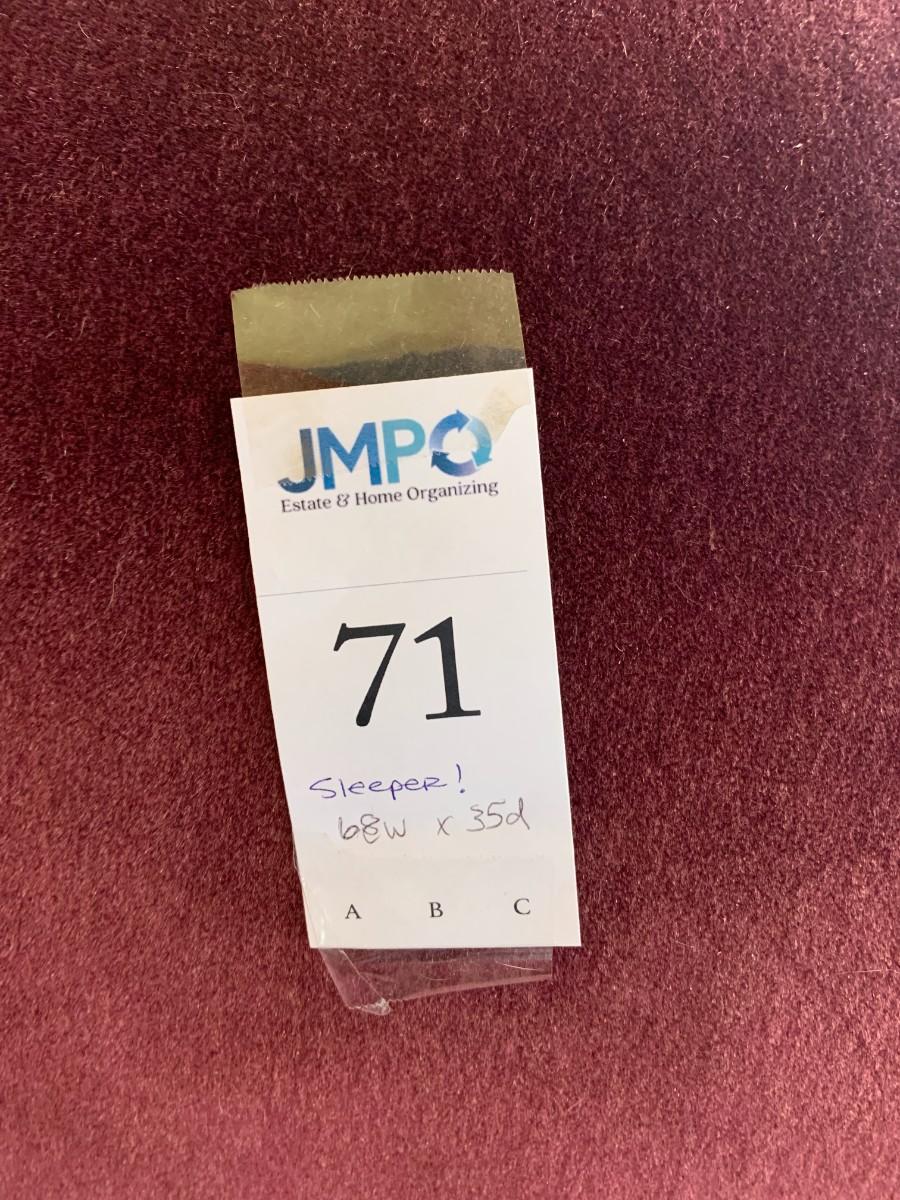 JMPO
Estate & Home Organizing
71
Sleeper!
68w x 35d
A B C